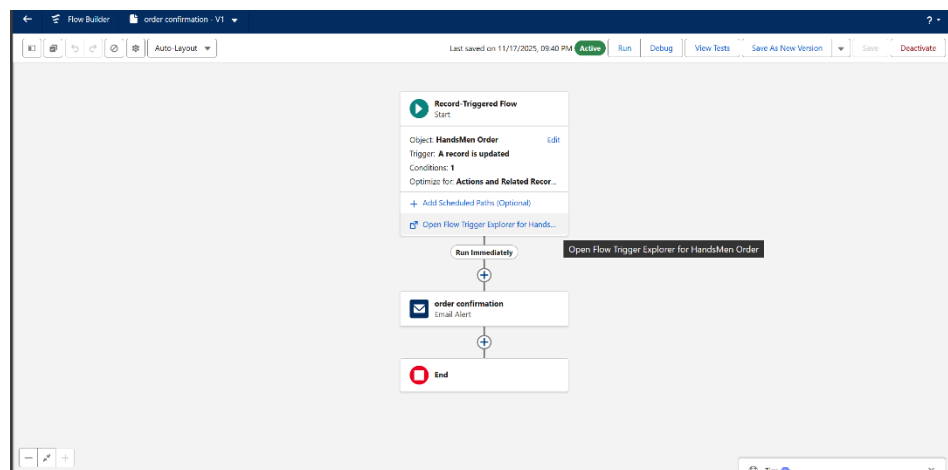 Flow Builder
order confirmation - V1
?
Auto-Layout
Last saved on 11/17/2025, 09:40 PM
Active
Run
Debug
View Tests
Save As New Version
Save
Deactivate
Record-Triggered Flow
Start
Object: HandsMen Order
Edit
Trigger: A record is updated
Conditions: 1
Optimize for: Actions and Related Recor...
+ Add Scheduled Paths (Optional)
Open Flow Trigger Explorer for Hands...
Open Flow Trigger Explorer for HandsMen Order
Run Immediately
order confirmation
Email Alert
End